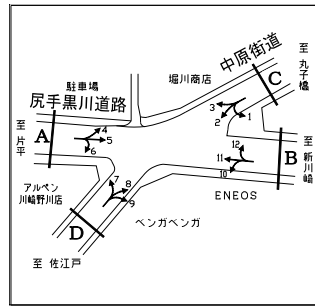 中原街道
至 丸子橋
駐車場
堀川商店
尻手黒川道路
C
3
2
1
4
5
6
至 片平
A
12
11
10
B
至 新川崎
アルペン
川崎野川店
7
8
9
ENEOS
D
ベンガベンガ
至 佐江戸